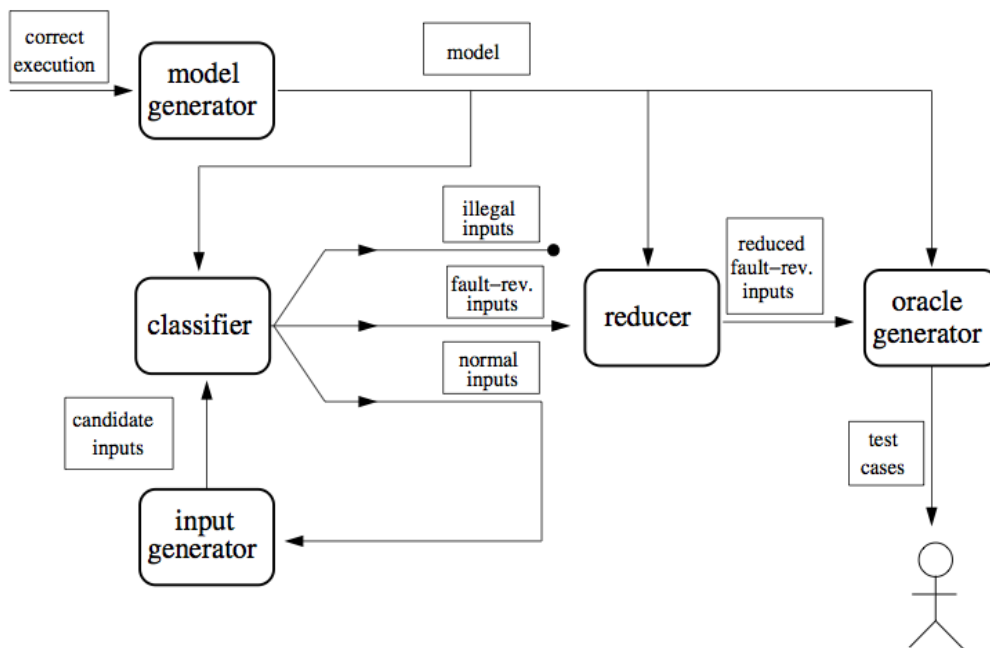 correct
execution
model
generator
model
illegal
inputs
fault-rev.
inputs
normal
inputs
classifier
reducer
reduced
fault-rev.
inputs
oracle
generator
candidate
inputs
input
generator
test
cases